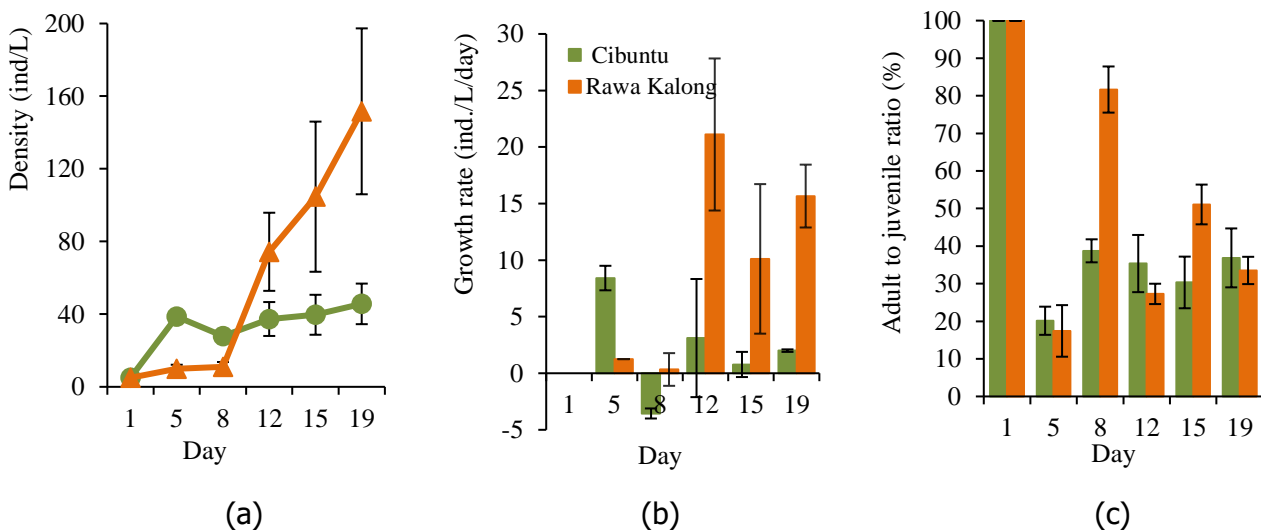 Density (ind/L)
200
160
120
80
40
0
1 5 8 12 15 19
Day
(a)
Growth rate (ind./L/day)
30
25
20
15
10
5
0
-5
Cibuntu
Rawa Kalong
1 5 8 12 15 19
Day
(b)
Adult to juvenile ratio (%)
100
90
80
70
60
50
40
30
20
10
0
1 5 8 12 15 19
Day
(c)